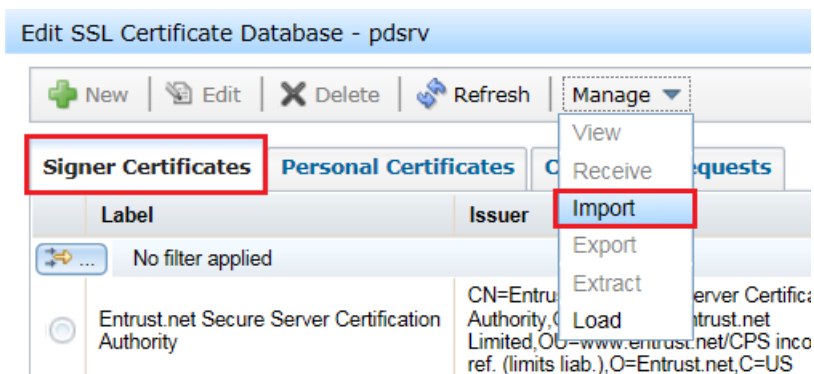 Edit SSL Certificate Database - pdsrv
New Edit Delete Refresh Manage
View
Signer Certificates Personal Certificates C quests
Receive
Label Issuer Import
... No filter applied
Export
Extract
CN=Entru erver Certifica
Entrust.net Secure Server Certification Authority,O ntrust.net
Authority Load
Limited,OU=www.entrust.net/CPS inco
ref. (limits liab.),O=Entrust.net,C=US